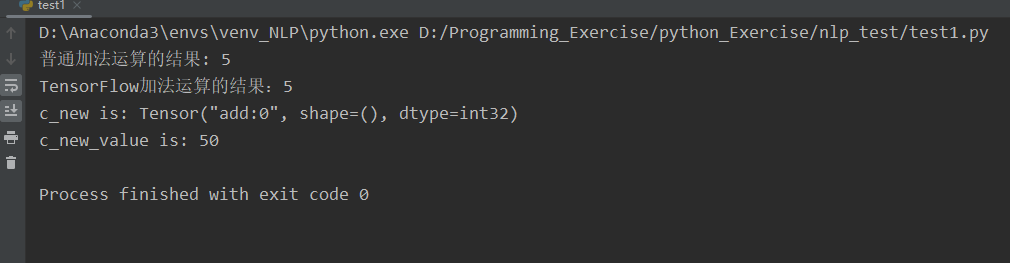 test1
D:\Anaconda3\envs\venv_NLP\python.exe D:/Programming_Exercise/python_Exercise/nlp_test/test1.py
普通加法运算的结果: 5
TensorFlow加法运算的结果：5
c_new is: Tensor("add:0", shape=(), dtype=int32)
c_new_value is: 50
Process finished with exit code 0